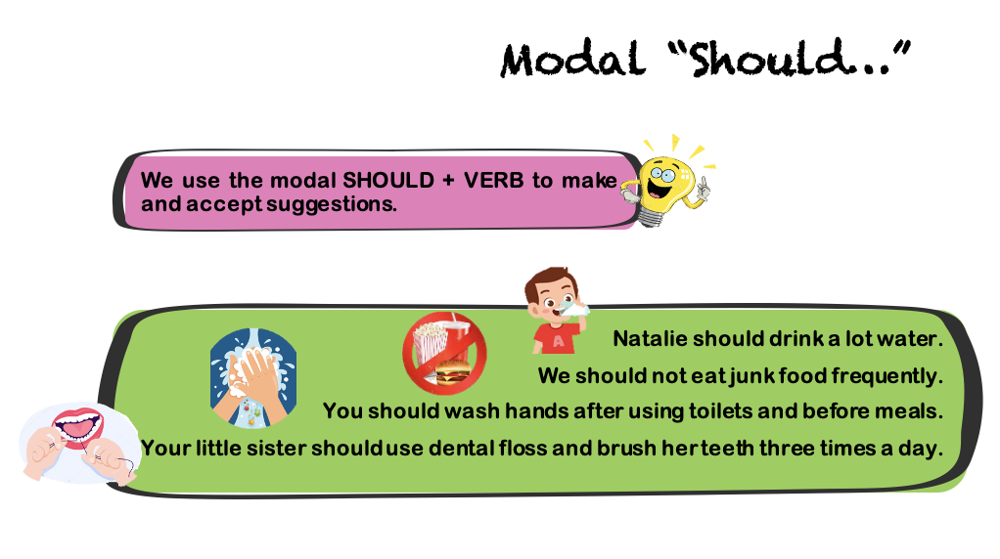 Modal “Should...”
We use the modal SHOULD + VERB to make
and accept suggestions.
Natalie should drink a lot water.
We should not eat junk food frequently.
You should wash hands after using toilets and before meals.
Your little sister should use dental floss and brush her teeth three times a day.
A